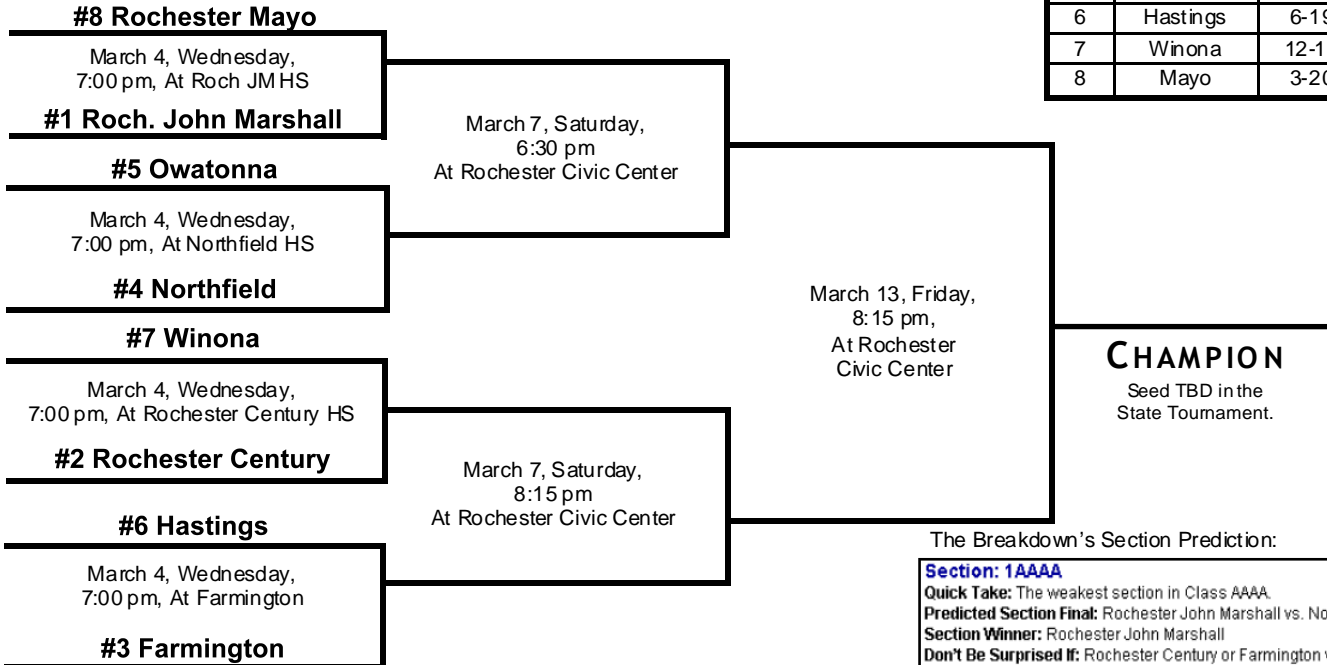 #8 Rochester Mayo
March 4, Wednesday,
7:00 pm, At Roch JM HS
#1 Roch. John Marshall
#5 Owatonna
March 4, Wednesday,
7:00 pm, At Northfield HS
#4 Northfield
#7 Winona
March 4, Wednesday,
7:00 pm, At Rochester Century HS
#2 Rochester Century
#6 Hastings
March 4, Wednesday,
7:00 pm, At Farmington
#3 Farmington
March 7, Saturday,
6:30 pm
At Rochester Civic Center
March 7, Saturday,
8:15 pm
At Rochester Civic Center
March 13, Friday,
8:15 pm,
At Rochester
Civic Center
CHAMPION
Seed TBD in the
State Tournament.
6 Hastings
7 Winona
8 Mayo
The Breakdown's Section Prediction:
Section: 1AAAA
Quick Take: The weakest section in Class AAAA.
Predicted Section Final: Rochester John Marshall vs.
Section Winner: Rochester John Marshall
Don't Be Surprised If: Rochester Century or Farmington